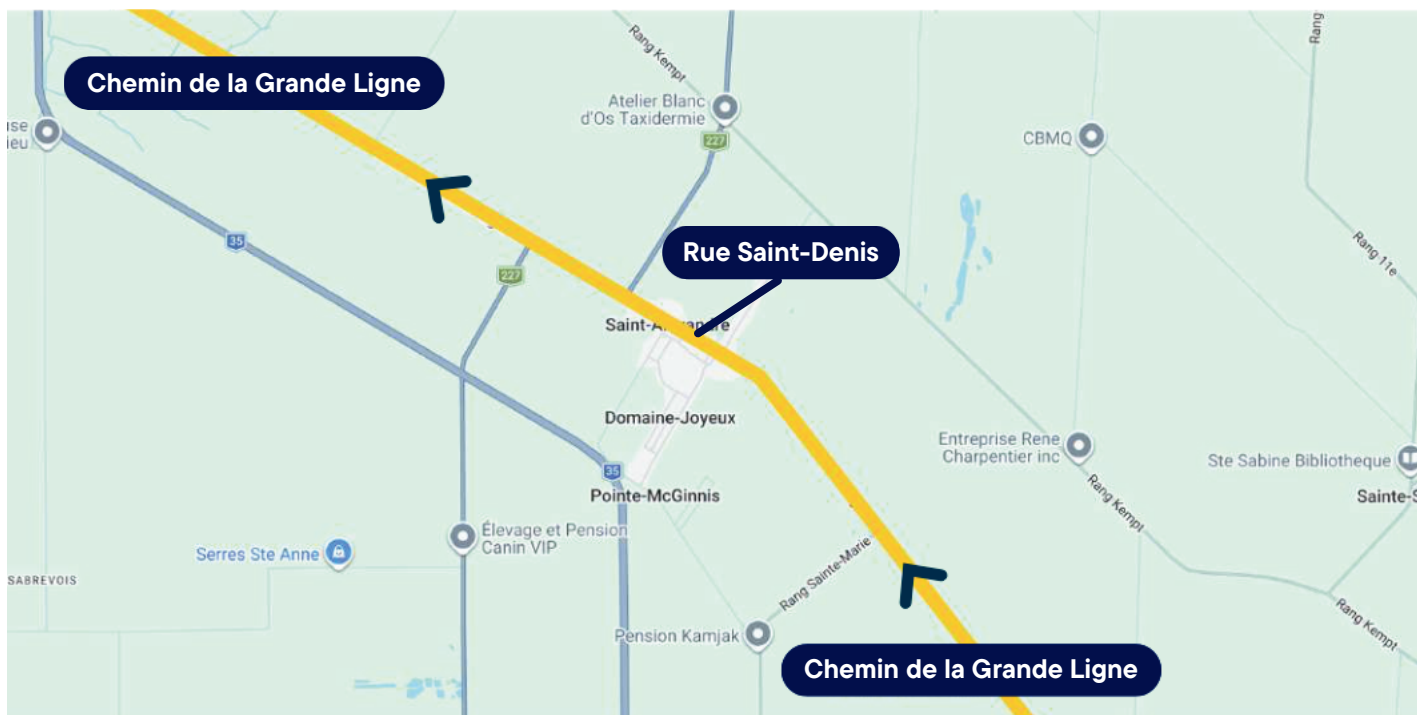 Chemin de la Grande Ligne
Rang Kempt
Rang
Atelier Blanc
d'Os Taxidermie
227
CBMQ
35
Rue Saint-Denis
Rang 11e
227
Domaine-Joyeux
Entreprise Rene
Charpentier inc
Ste Sabine Bibliotheque
35
Pointe-McGinnis
Rang Kempt
Élevage et Pension
Canin VIP
Serres Ste Anne
Rang Sainte-Marie
SABREVOIS
Rang Kempt
Pension Kamjak
Chemin de la Grande Ligne